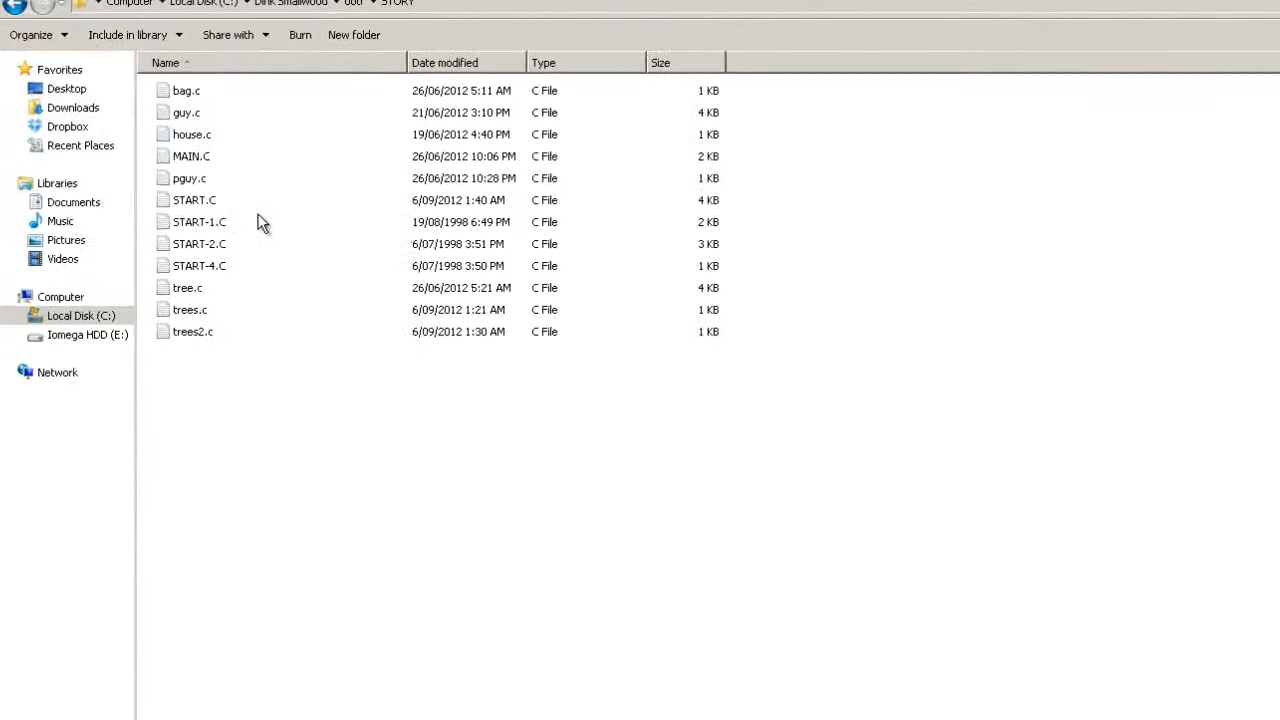 Computer Local Disk (C:) Dink Smallwood ootr STORY
Organize Include in library Share with Burn New folder
Name Date modified Type Size
Favorites
Desktop
Downloads
Dropbox
Recent Places
Libraries
Documents
Music
Pictures
Videos
Computer
Local Disk (C:)
Iomega HDD (E:)
Network
bag.c 26/06/2012 5:11 AM C File 1 KB
guy.c 21/06/2012 3:10 PM C File 4 KB
house.c 19/06/2012 4:40 PM C File 1 KB
MAIN.C 26/06/2012 10:06 PM C File 2 KB
pguy.c 26/06/2012 10:28 PM C File 1 KB
START.C 6/09/2012 1:40 AM C File 4 KB
START-1.C 19/08/1998 6:49 PM C File 2 KB
START-2.C 6/07/1998 3:51 PM C File 3 KB
START-4.C 6/07/1998 3:50 PM C File 1 KB
tree.c 26/06/2012 5:21 AM C File 4 KB
trees.c 6/09/2012 1:21 AM C File 1 KB
trees2.c 6/09/2012 1:30 AM C File 1 KB